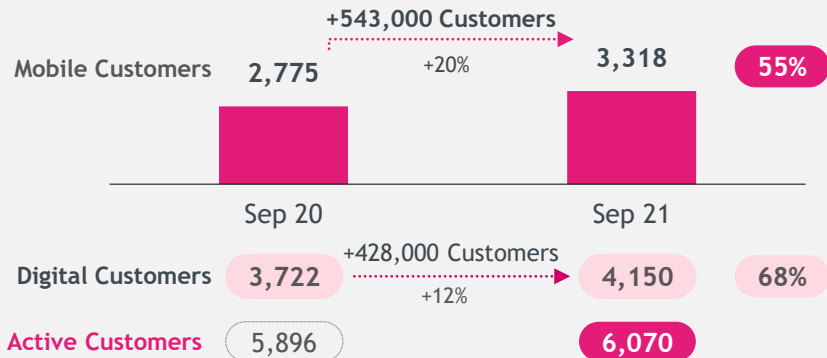 +543,000 Customers
Mobile Customers 2,775 +20% 3,318 55%
Sep 20 Sep 21
+428,000 Customers
Digital Customers 3,722 +12% 4,150 68%
Active Customers 5,896 6,070